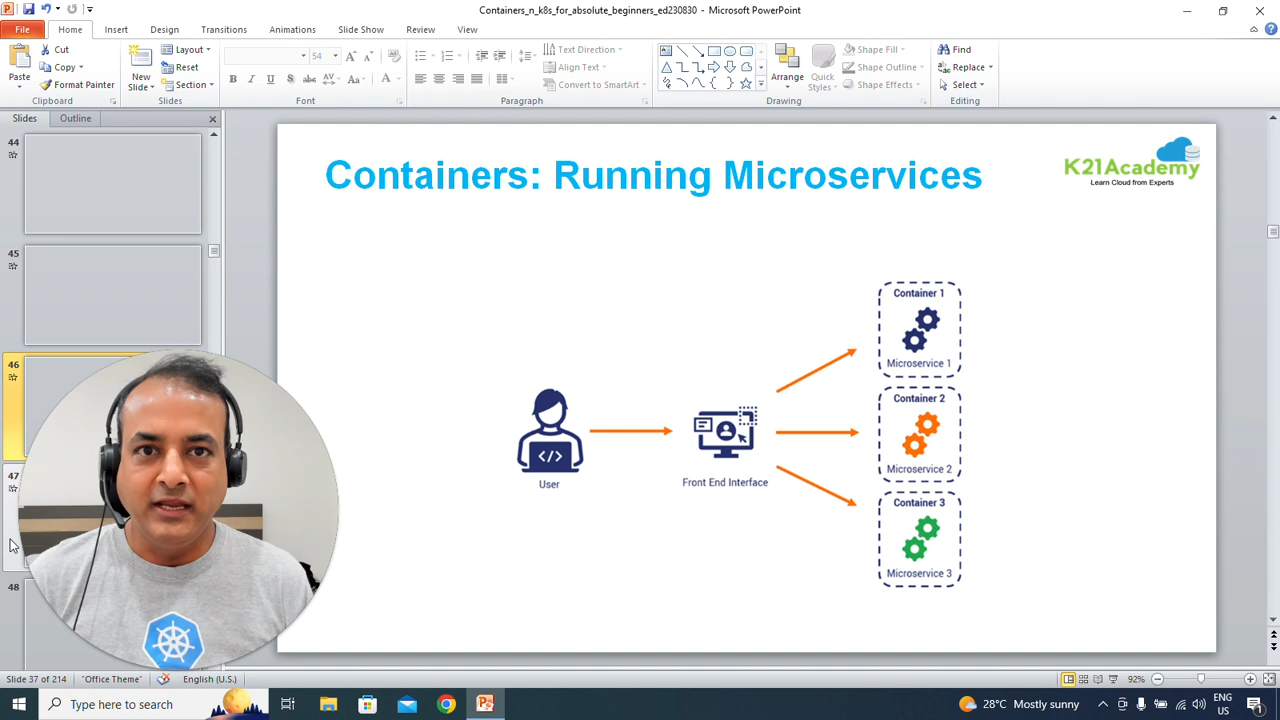 Containers_n_k8s_for_absolute_beginners_ed230830 - Microsoft PowerPoint
File Home Insert Design Transitions Animations Slide Show Review View
Paste
Cut
Copy
Format Painter
Clipboard
New Slide
Layout
Reset
Section
Slides
54
B I U S abc AV Aa A
Font
Text Direction
Align Text
Convert to SmartArt
Paragraph
Arrange
Quick Styles
Shape Fill
Shape Outline
Shape Effects
Drawing
Find
Replace
Select
Editing
Slides Outline
44
45
46
47
48
Containers: Running Microservices
K21Academy
Learn Cloud from Experts
User
</>
Front End Interface
Container 1
Microservice 1
Container 2
Microservice 2
Container 3
Microservice 3
Slide 37 of 214 "Office Theme" English (U.S.) 92%
Type here to search
28°C Mostly sunny
ENG
US
1